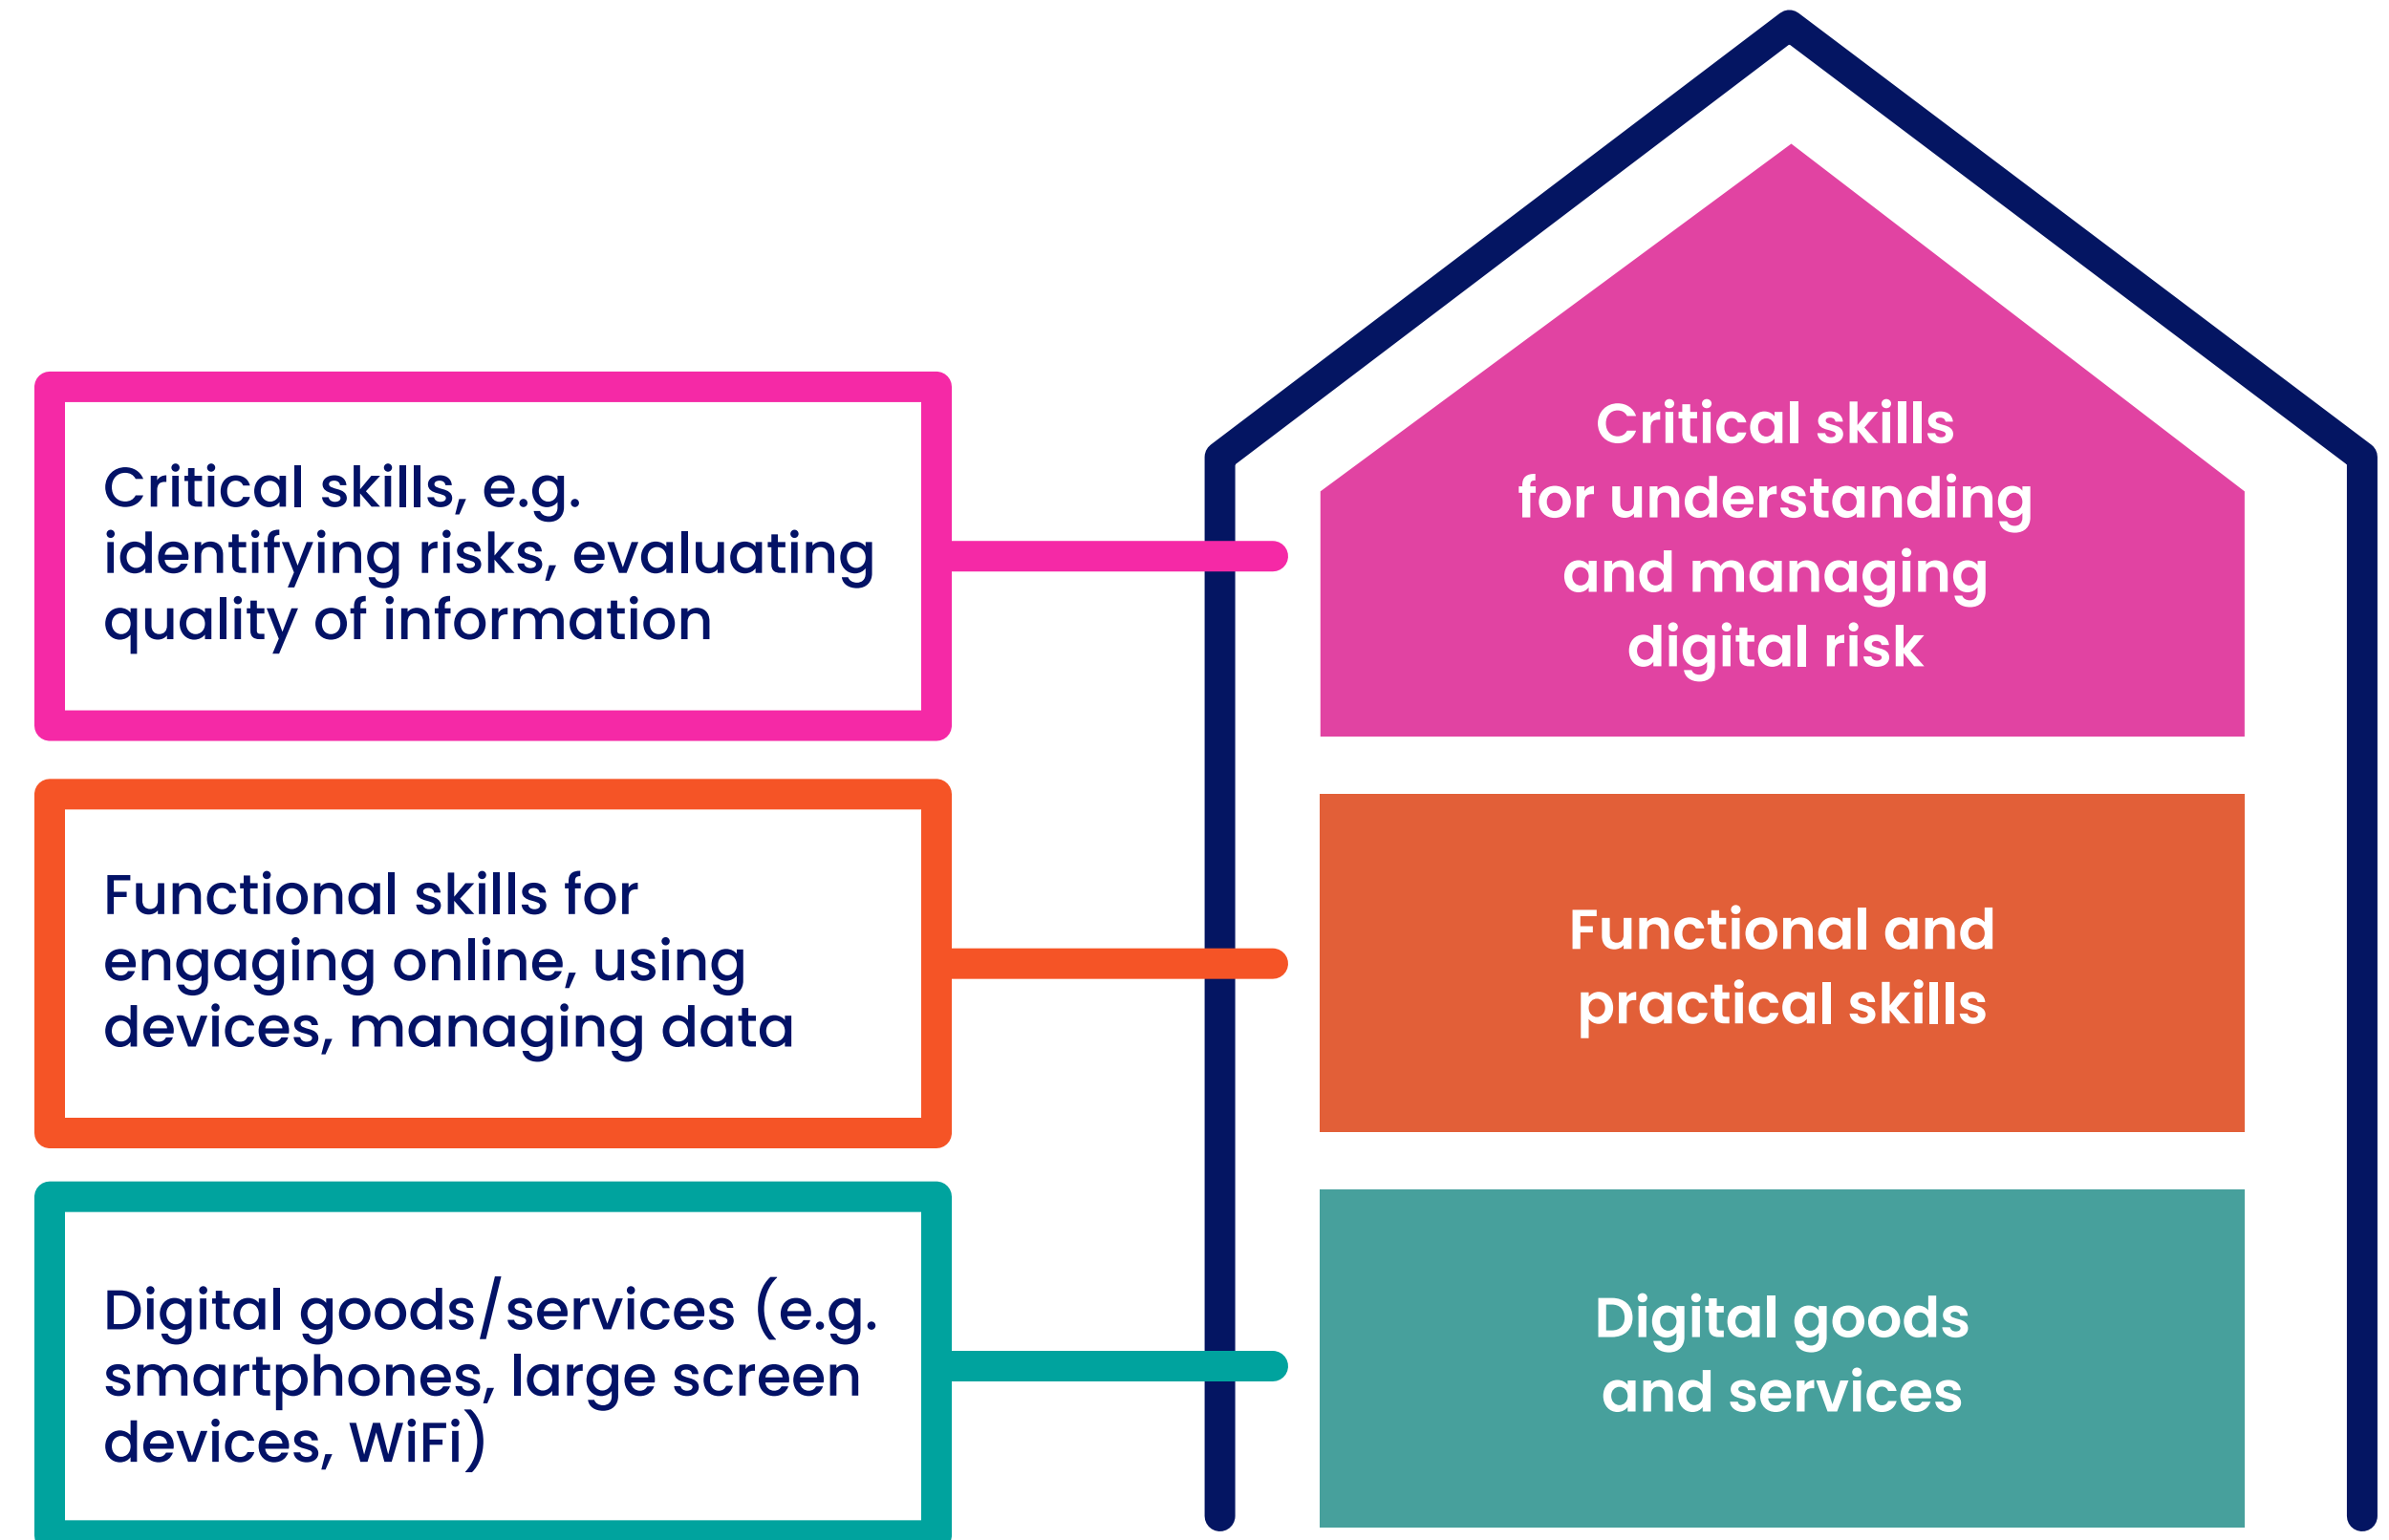 Critical skills, e.g.
identifying risks, evaluating
quality of information
Critical skills
for understanding
and managing
digital risk
Functional skills for
engaging online, using
devices, managing data
Functional and
practical skills
Digital goods/services (e.g.
smartphones, large screen
devices, WiFi)
Digital goods
and services